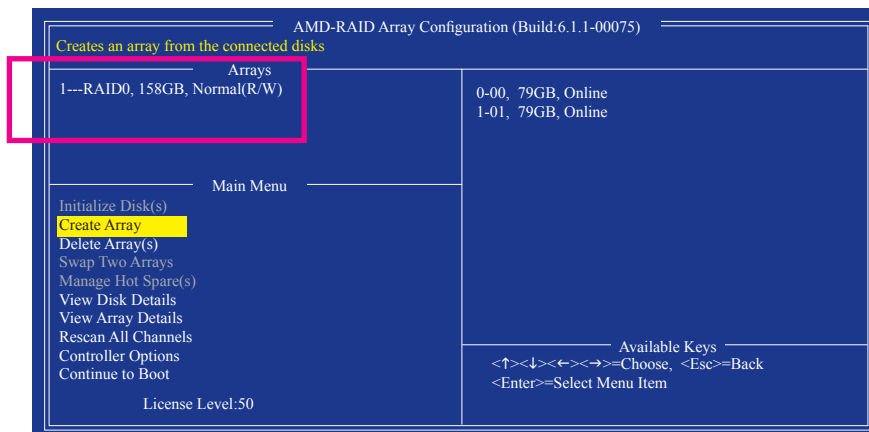 AMD-RAID Array Configuration (Build:6.1.1-00075)
Creates an array from the connected disks
Arrays
1---RAID0, 158GB, Normal(R/W)
0-00, 79GB, Online
1-01, 79GB, Online
Main Menu
Initialize Disk(s)
Create Array
Delete Array(s)
Swap Two Arrays
Manage Hot Spare(s)
View Disk Details
View Array Details
Rescan All Channels
Controller Options
Continue to Boot
License Level:50
Available Keys
<↑><↓><←><→>=Choose, <Esc>=Back
<Enter>=Select Menu Item